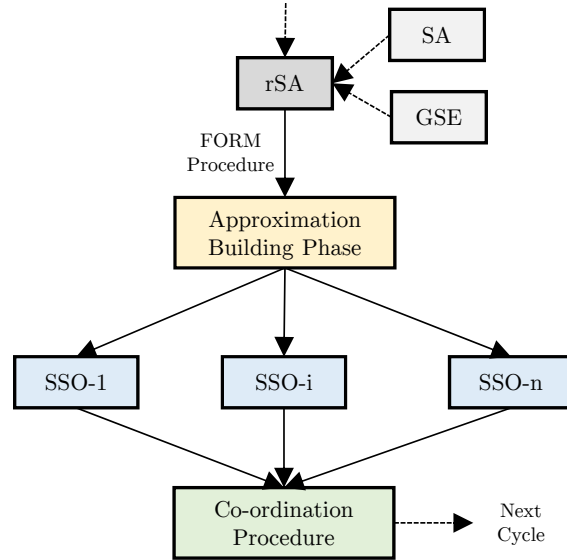 SA
rSA
GSE
FORM
Procedure
Approximation
Building Phase
SSO-1
SSO-i
SSO-n
Co-ordination
Procedure
Next
Cycle